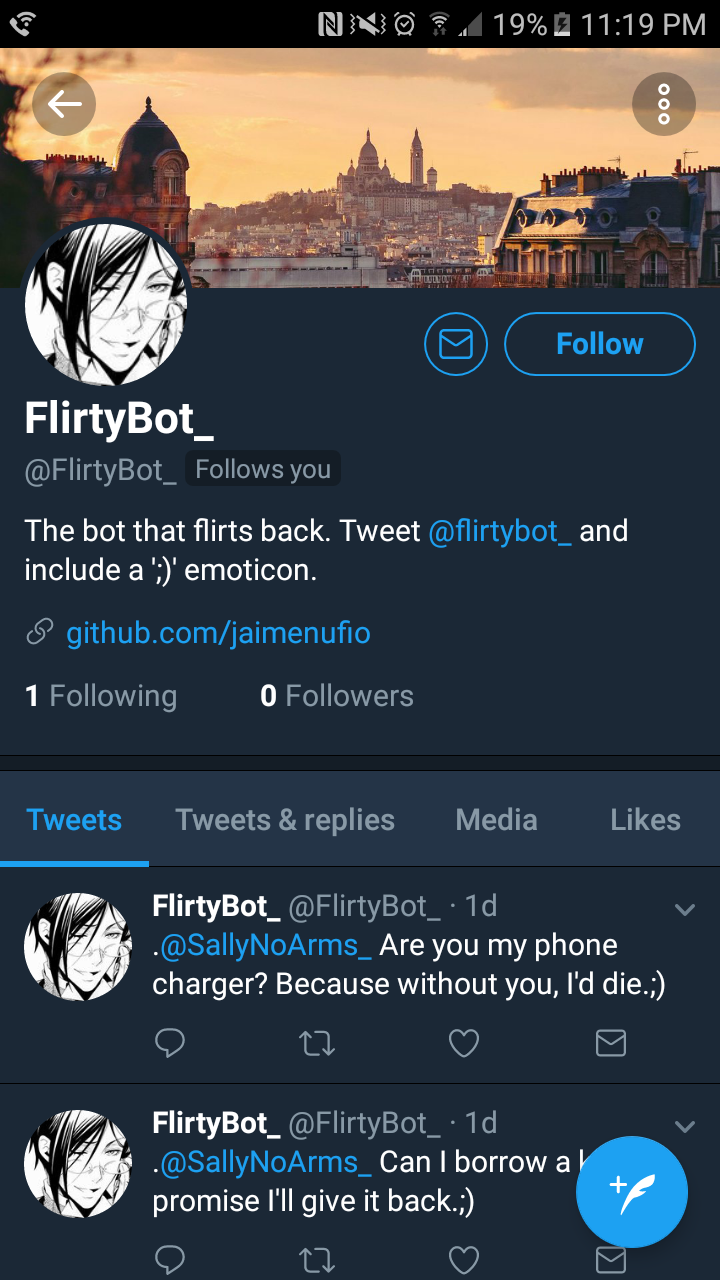 19% 11:19 PM
Follow
FlirtyBot_
@FlirtyBot_ Follows you
The bot that flirts back. Tweet @flirtybot_ and
include a ';)' emoticon.
github.com/jaimenufio
1 Following 0 Followers
Tweets Tweets & replies Media Likes
FlirtyBot_ @FlirtyBot_ · 1d
.@SallyNoArms_ Are you my phone
charger? Because without you, I'd die.;)
FlirtyBot_ @FlirtyBot_ · 1d
.@SallyNoArms_ Can I borrow a
promise I'll give it back.;)